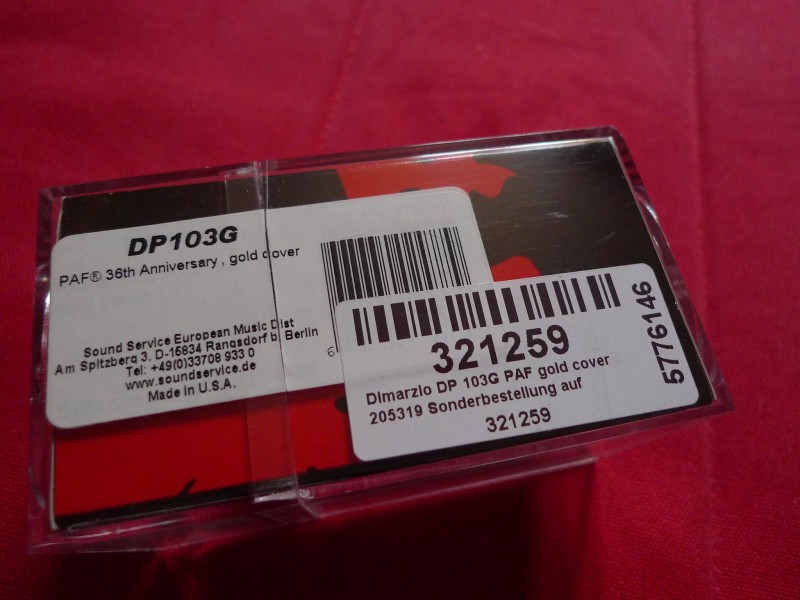 DP103G
PAF® 36th Anniversary , gold cover
Sound Service European Music Dist
Am Spitzberg 3, D-15834 Rangsdorf b. Berlin
Tel: +49(0)33708 933 0
www.soundservice.de
Made in U.S.A.
6
321259
Dimarzio DP 103G PAF gold cover
205319 Sonderbestellung auf
321259
5776146